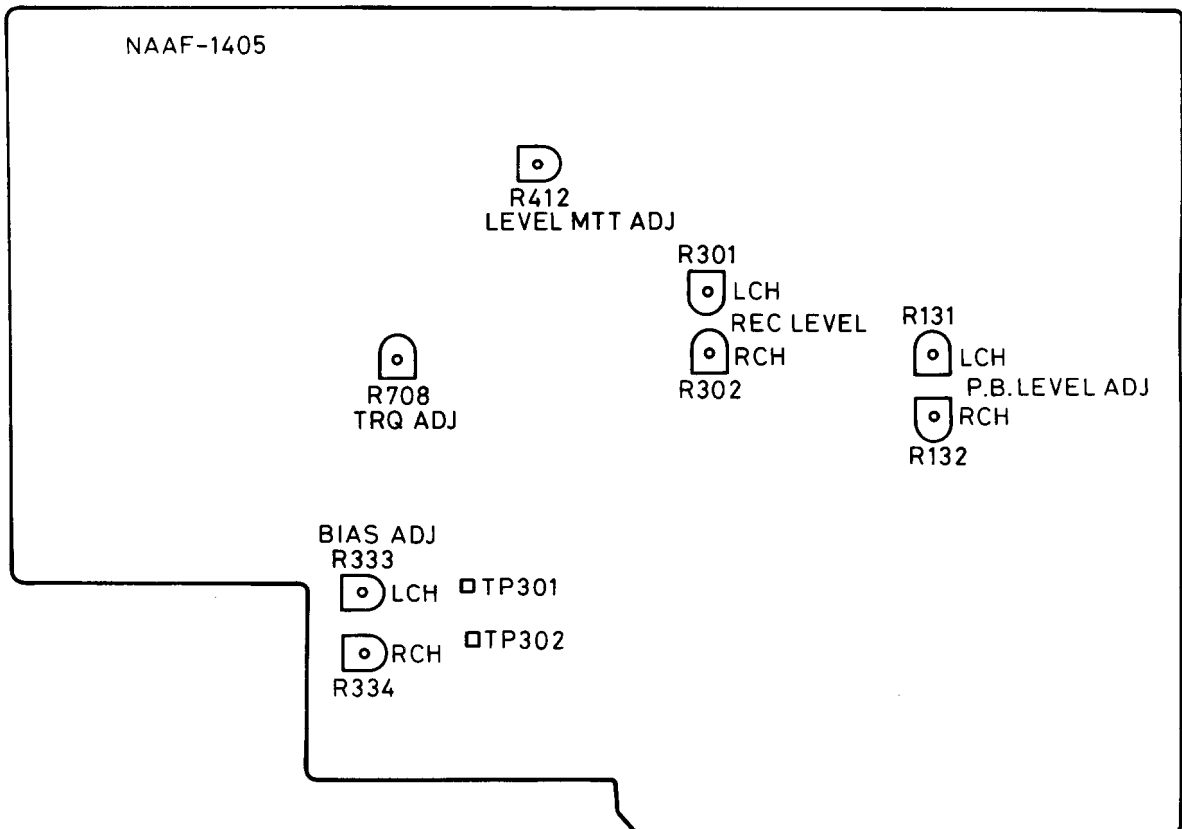 NAAF-1405
R412
LEVEL MTT ADJ
R301
LCH
REC LEVEL
RCH
R302
R131
LCH
P.B.LEVEL ADJ
RCH
R132
R708
TRQ ADJ
BIAS ADJ
R333
LCH
TP301
RCH
TP302
R334